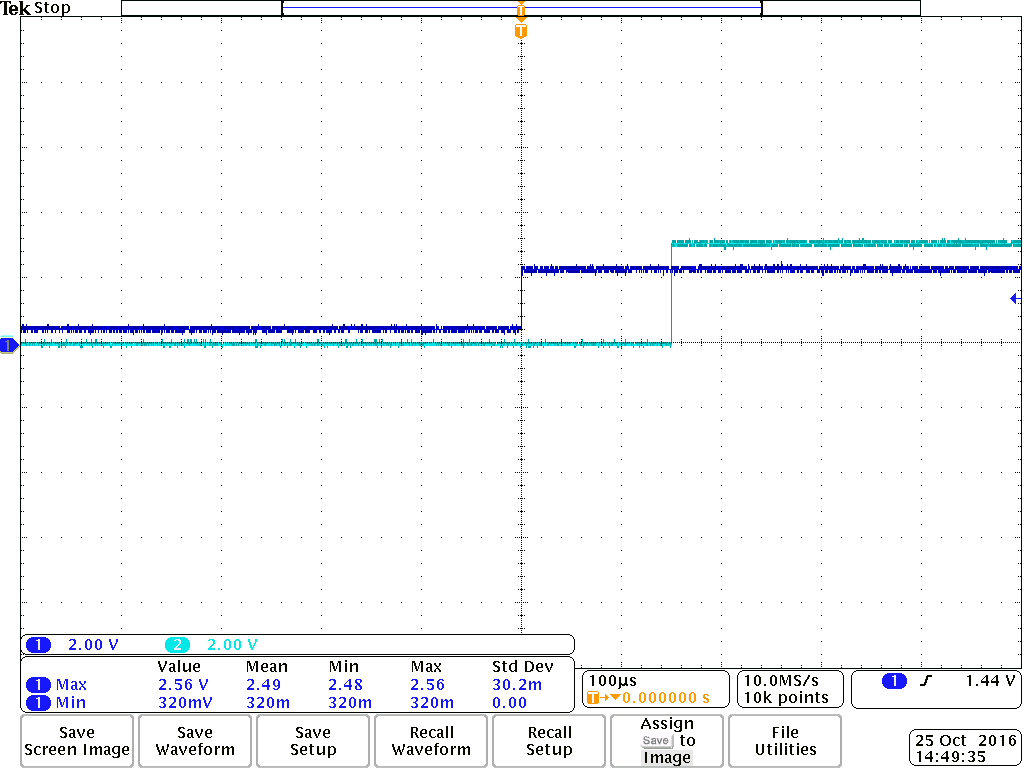 Tek Stop
T
T
1
1 2.00 V 2 2.00 V
Value Mean Min Max Std Dev
1 Max 2.56 V 2.49 2.48 2.56 30.2m
1 Min 320mV 320m 320m 320m 0.00
100µs
T→▼0.000000 s
10.0MS/s
10k points
1 1.44 V
Save
Screen Image
Save
Waveform
Save
Setup
Recall
Waveform
Recall
Setup
Assign
Save to
Image
File
Utilities
25 Oct 2016
14:49:35